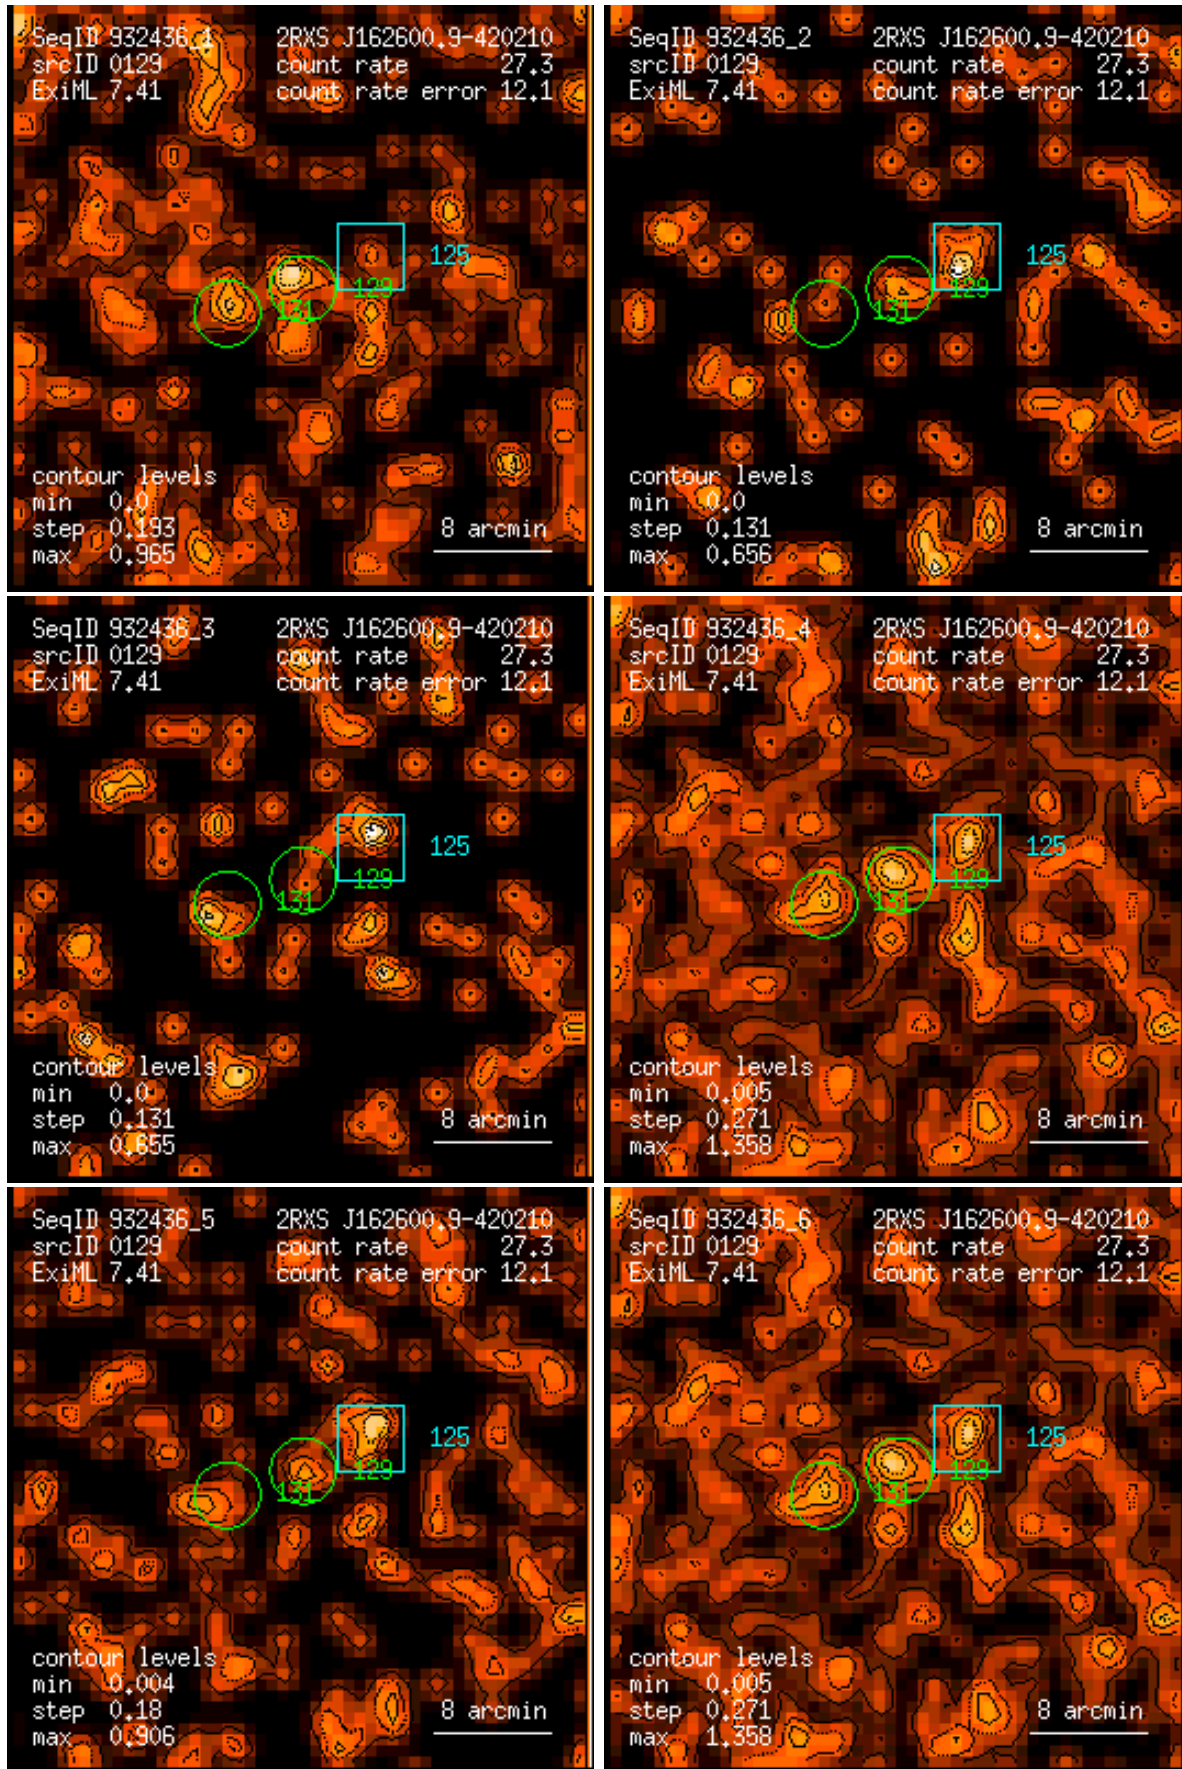 SeqID 932436_1 2RXS J162600.9-420210
srcID 0129 count rate 27.3
ExiML 7.41 count rate error 12.1
125
129
131
contour levels
min 0.0
step 0.193 8 arcmin
max 0.965
SeqID 932436_2 2RXS J162600.9-420210
srcID 0129 count rate 27.3
ExiML 7.41 count rate error 12.1
125
129
131
contour levels
min 0.0
step 0.131 8 arcmin
max 0.656
SeqID 932436_3 2RXS J162600.9-420210
srcID 0129 count rate 27.3
ExiML 7.41 count rate error 12.1
125
129
131
contour levels
min 0.0
step 0.131 8 arcmin
max 0.655
SeqID 932436_4 2RXS J162600.9-420210
srcID 0129 count rate 27.3
ExiML 7.41 count rate error 12.1
125
129
131
contour levels
min 0.005
step 0.271 8 arcmin
max 1.358
SeqID 932436_5 2RXS J162600.9-420210
srcID 0129 count rate 27.3
ExiML 7.41 count rate error 12.1
125
129
131
contour levels
min 0.004
step 0.18 8 arcmin
max 0.906
SeqID 932436_6 2RXS J162600.9-420210
srcID 0129 count rate 27.3
ExiML 7.41 count rate error 12.1
125
129
131
contour levels
min 0.005
step 0.271 8 arcmin
max 1.358